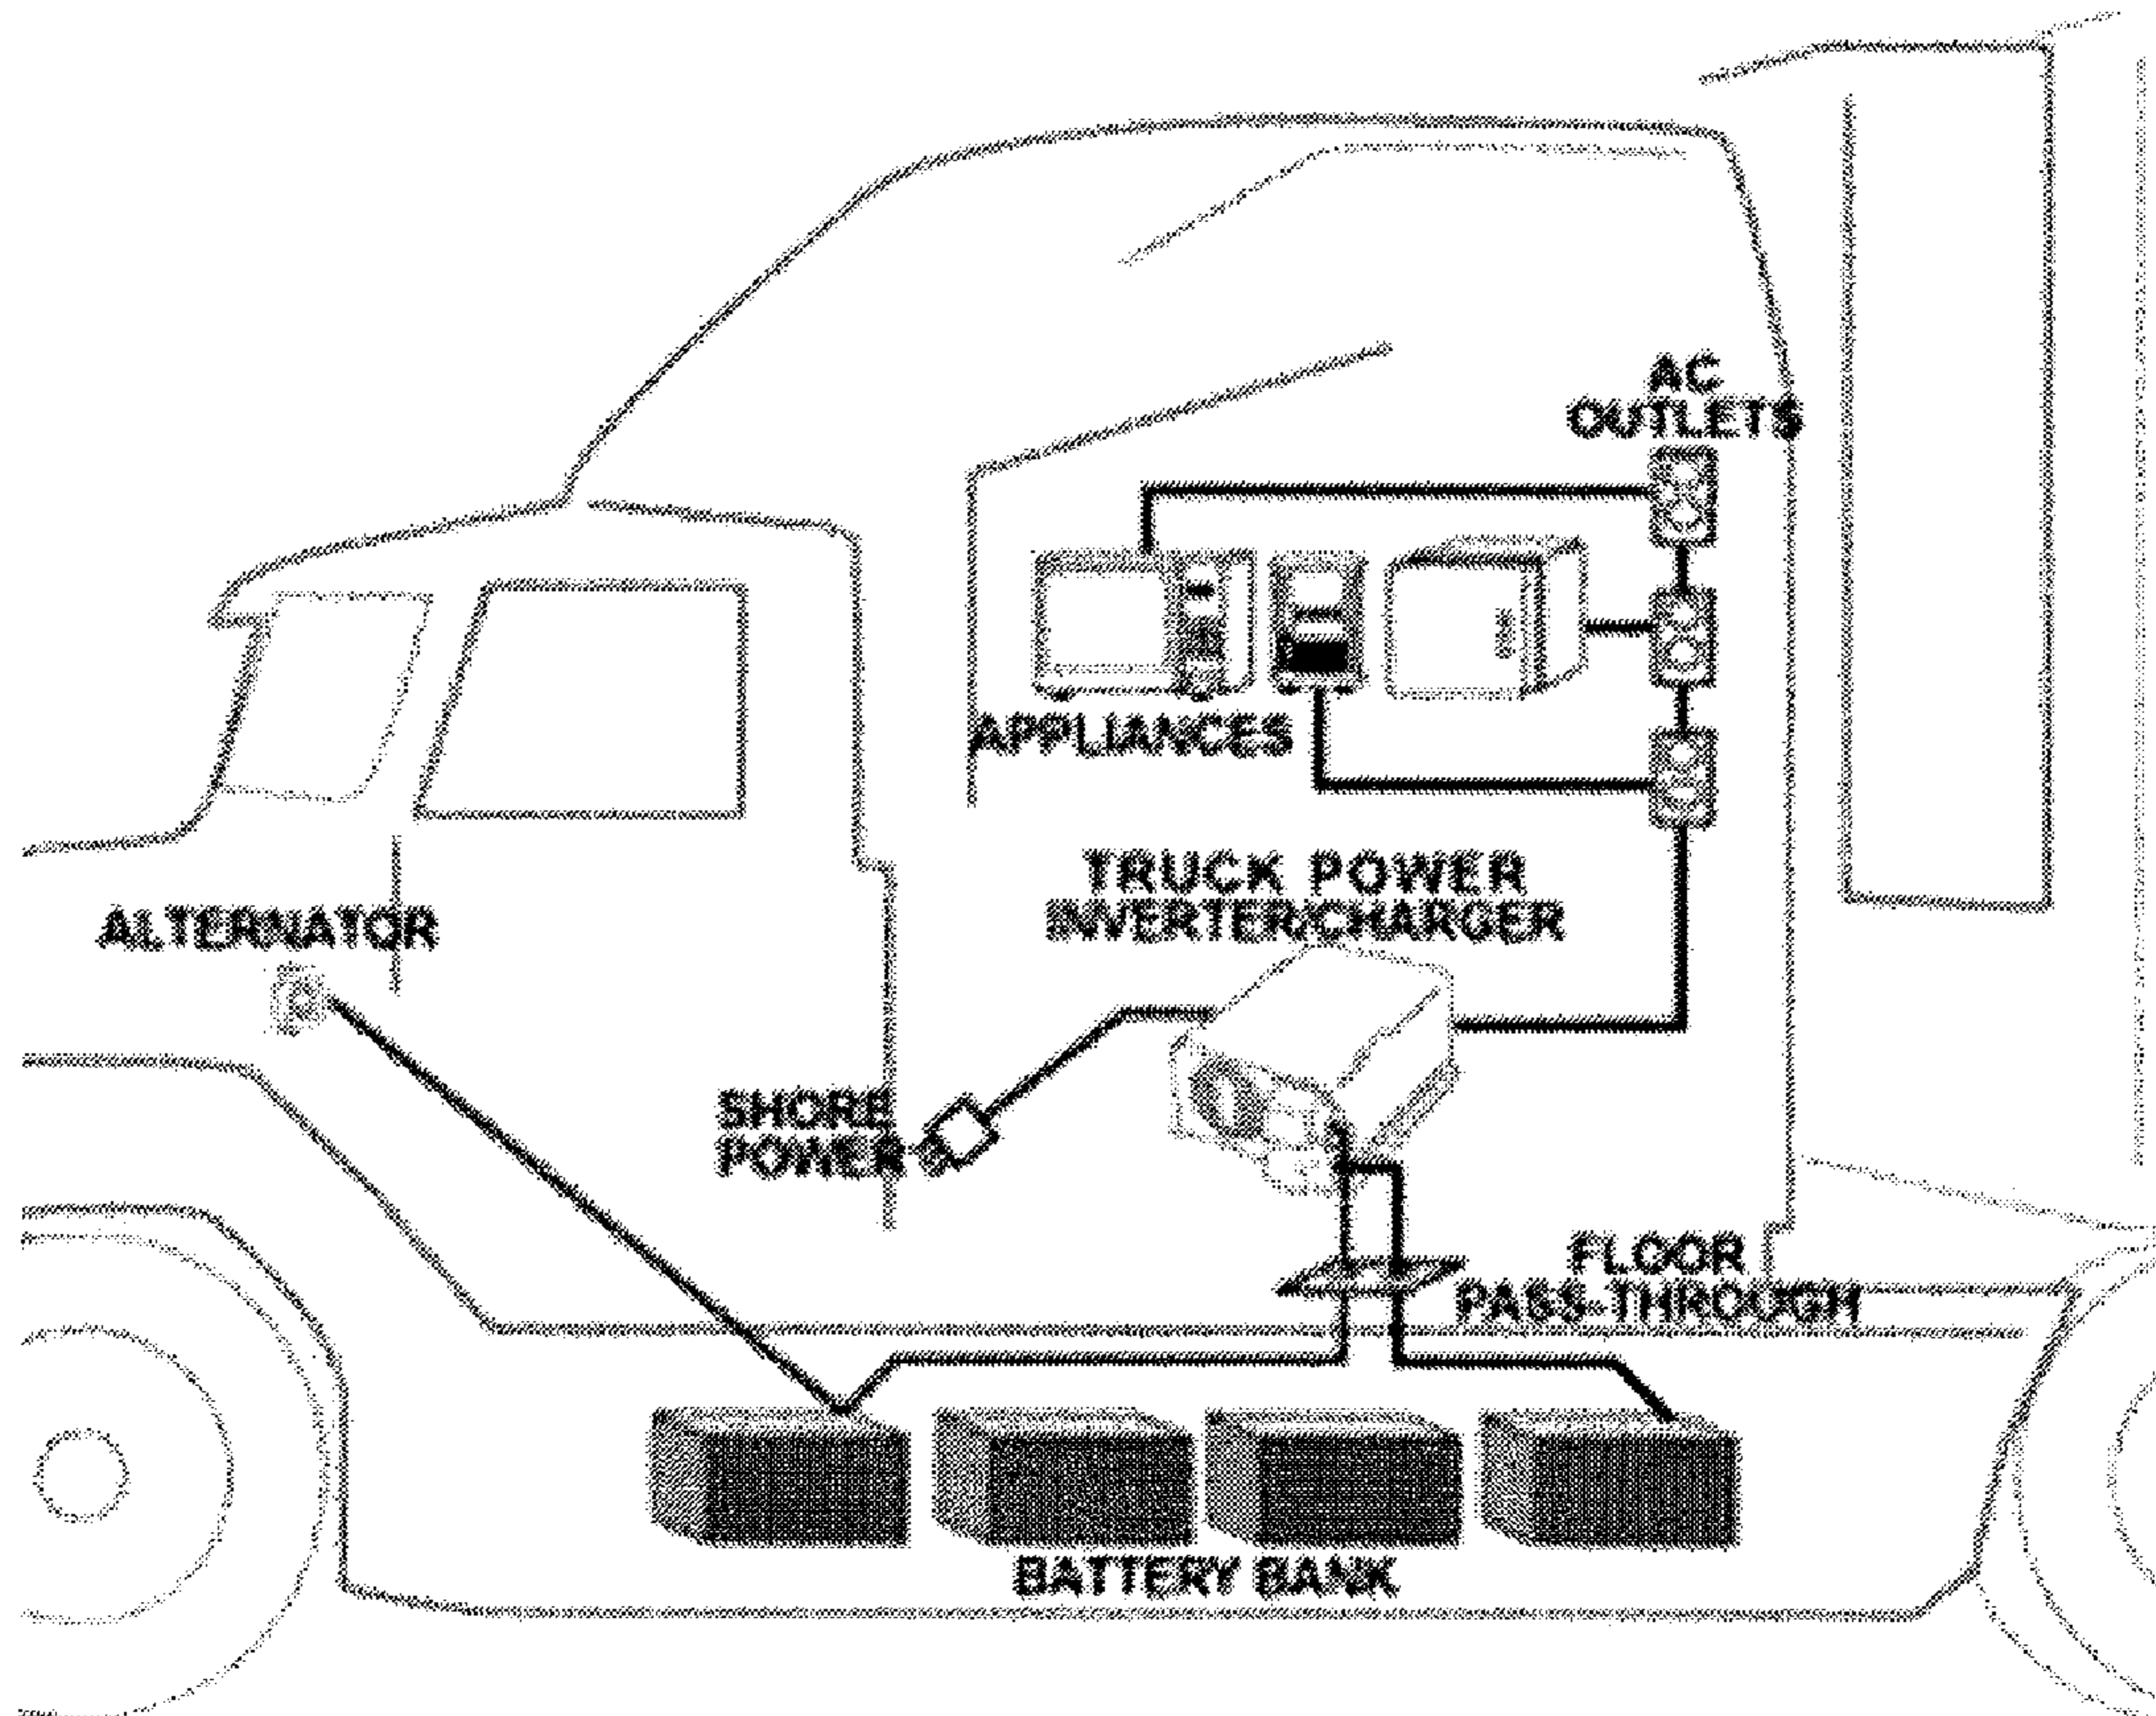 AC
OUTLETS
APPLIANCES
TRUCK POWER
INVERTER/CHARGER
ALTERNATOR
SHORE
POWER
FLOOR
PASS-THROUGH
BATTERY BANK